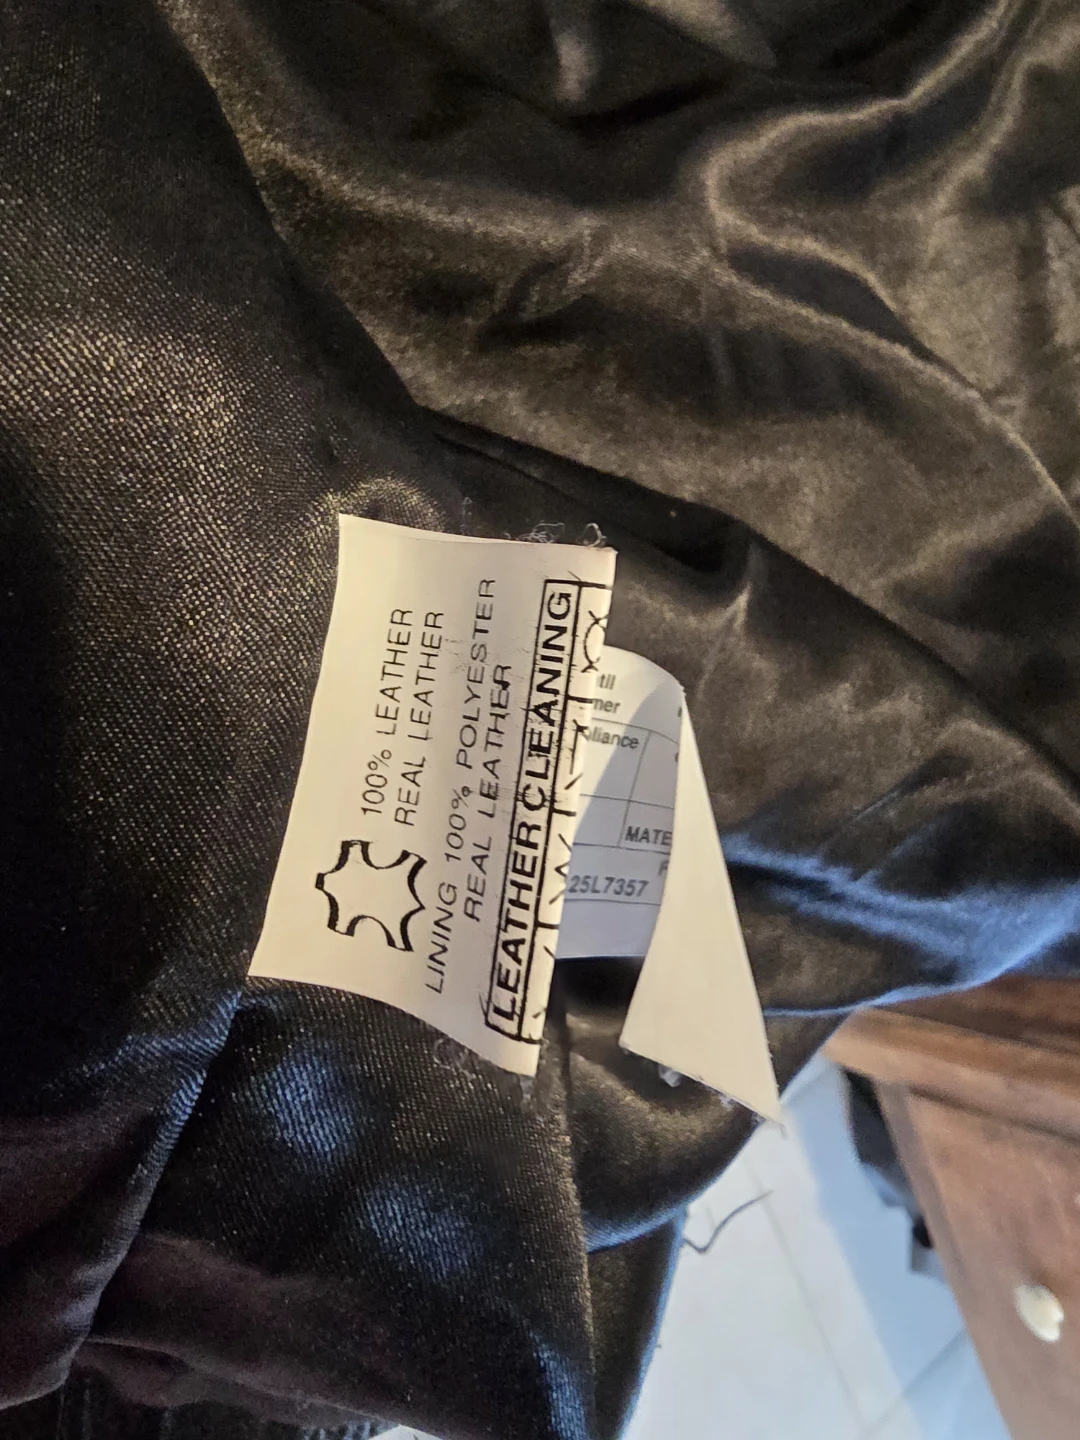 100% LEATHER
REAL LEATHER
LINING 100% POLYESTER
REAL LEATHER
LEATHER CLEANING
MATE
25L7357